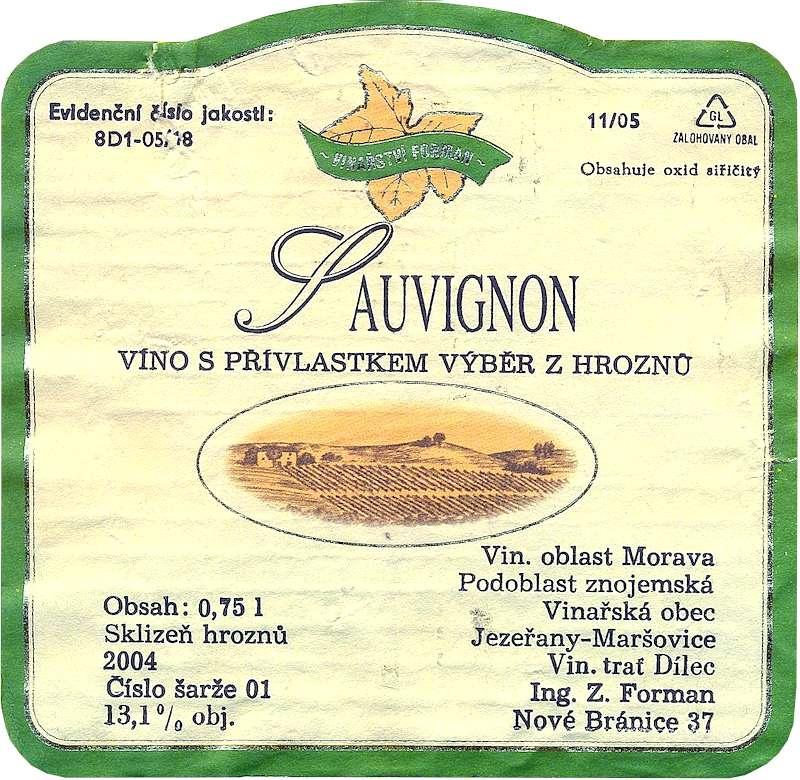 Evidenční číslo jakosti:
8D1-05/18
~ VINAŘSTVÍ FORMAN ~
11/05
GL
ZÁLOHOVANÝ OBAL
Obsahuje oxid siřičitý
SAUVIGNON
VÍNO S PŘÍVLASTKEM VÝBĚR Z HROZNŮ
Obsah: 0,75 l
Sklizeň hroznů
2004
Číslo šarže 01
13,1% obj.
Vin. oblast Morava
Podoblast znojemská
Vinařská obec
Jezeřany-Maršovice
Vin. trať Dílec
Ing. Z. Forman
Nové Bránice 37